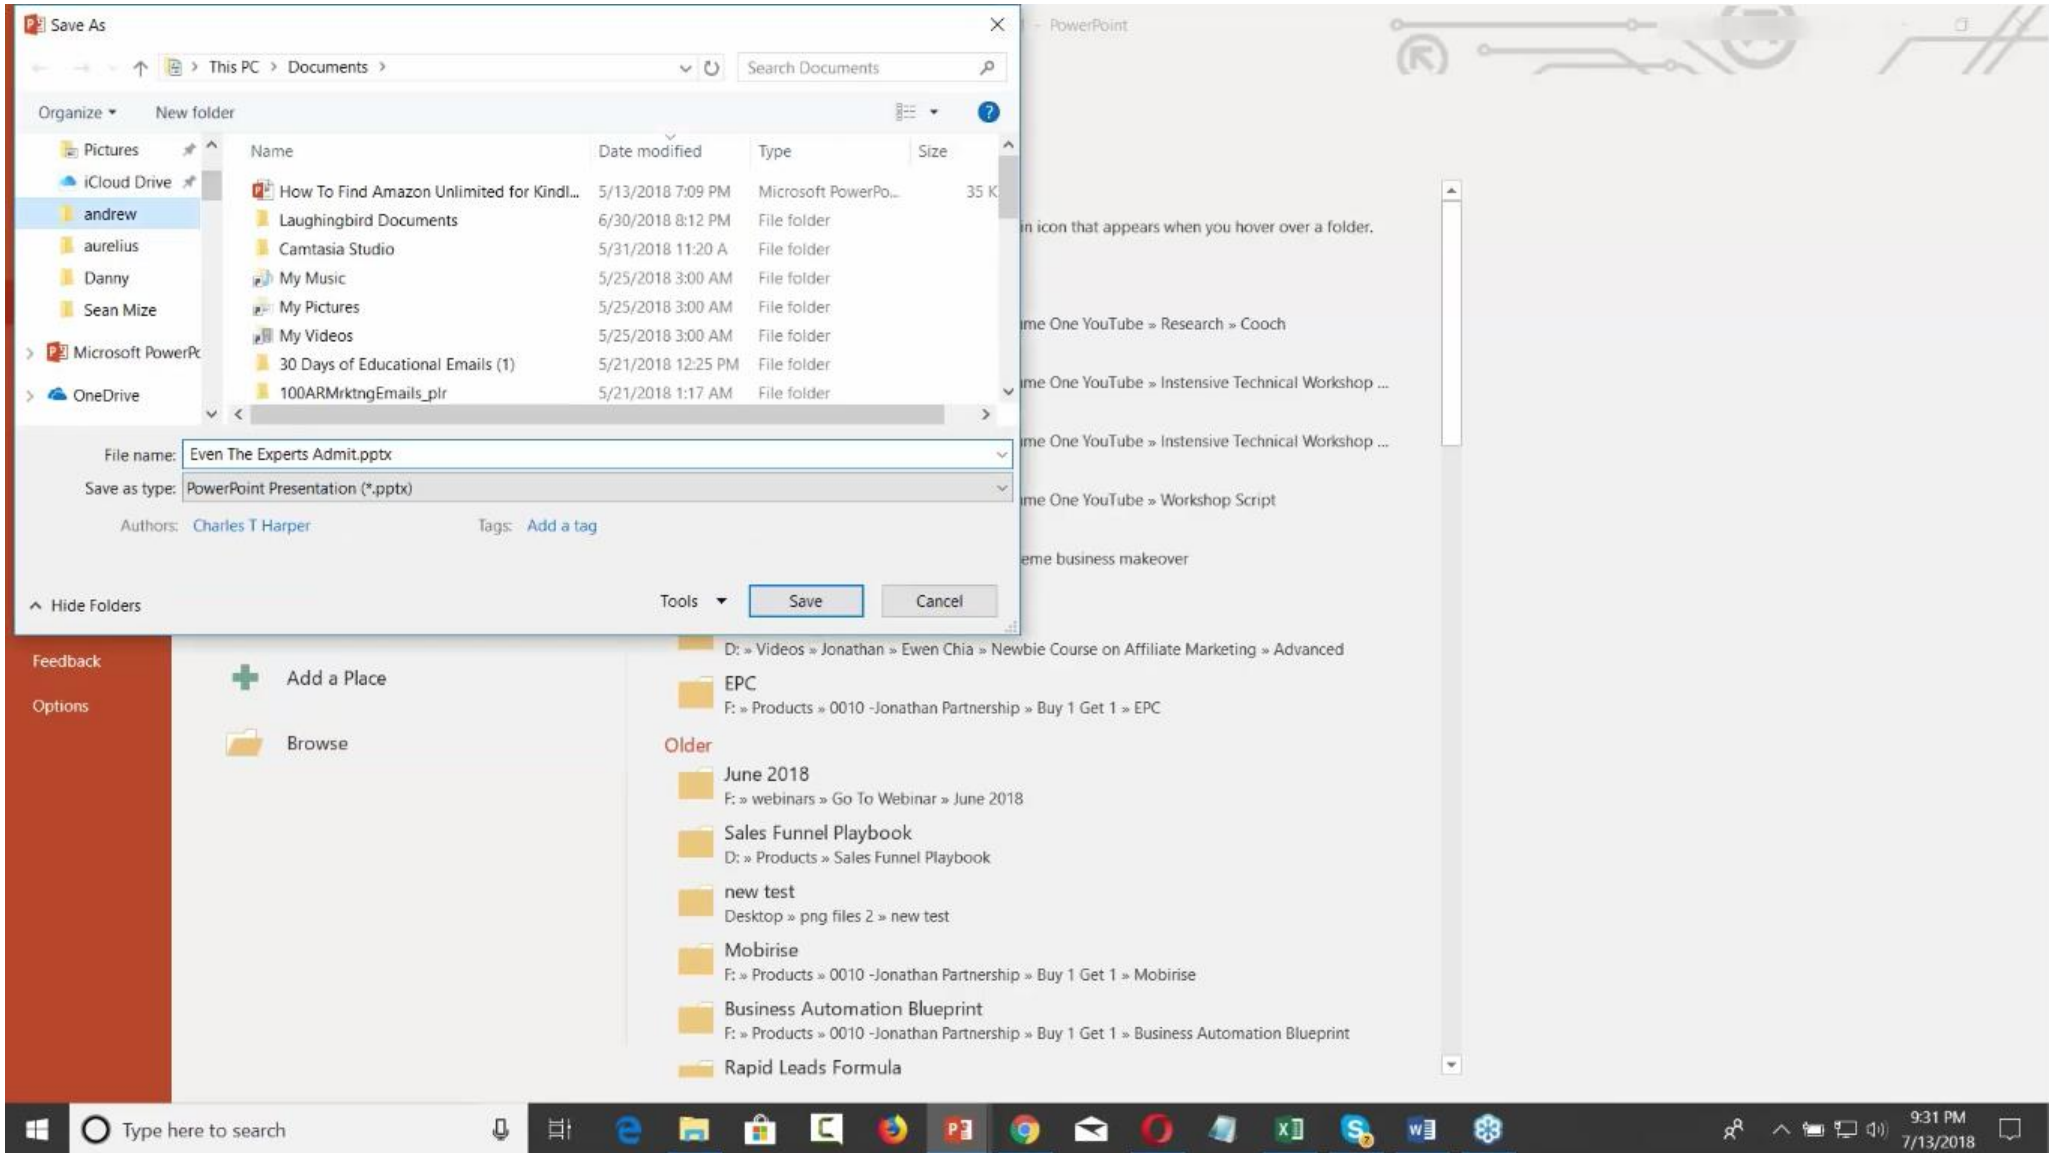 Save As
- PowerPoint
This PC > Documents >
Search Documents
Organize
New folder
Pictures
iCloud Drive
andrew
aurelius
Danny
Sean Mize
Microsoft PowerPo
OneDrive
Name Date modified Type Size
How To Find Amazon Unlimited for Kindl... 5/13/2018 7:09 PM Microsoft PowerPo... 35 K
Laughingbird Documents 6/30/2018 8:12 PM File folder
Camtasia Studio 5/31/2018 11:20 A File folder
My Music 5/25/2018 3:00 AM File folder
My Pictures 5/25/2018 3:00 AM File folder
My Videos 5/25/2018 3:00 AM File folder
30 Days of Educational Emails (1) 5/21/2018 12:25 PM File folder
100ARMrktngEmails_plr 5/21/2018 1:17 AM File folder
File name: Even The Experts Admit.pptx
Save as type: PowerPoint Presentation (*.pptx)
Authors: Charles T Harper Tags: Add a tag
Hide Folders
Tools Save Cancel
in icon that appears when you hover over a folder.
me One YouTube » Research » Cooch
me One YouTube » Instensive Technical Workshop ...
me One YouTube » Instensive Technical Workshop ...
me One YouTube » Workshop Script
eme business makeover
Feedback
Options
Add a Place
Browse
D: » Videos » Jonathan » Ewen Chia » Newbie Course on Affiliate Marketing » Advanced
EPC
F: » Products » 0010 -Jonathan Partnership » Buy 1 Get 1 » EPC
Older
June 2018
F: » webinars » Go To Webinar » June 2018
Sales Funnel Playbook
D: » Products » Sales Funnel Playbook
new test
Desktop » png files 2 » new test
Mobirise
F: » Products » 0010 -Jonathan Partnership » Buy 1 Get 1 » Mobirise
Business Automation Blueprint
F: » Products » 0010 -Jonathan Partnership » Buy 1 Get 1 » Business Automation Blueprint
Rapid Leads Formula
Type here to search
9:31 PM
7/13/2018